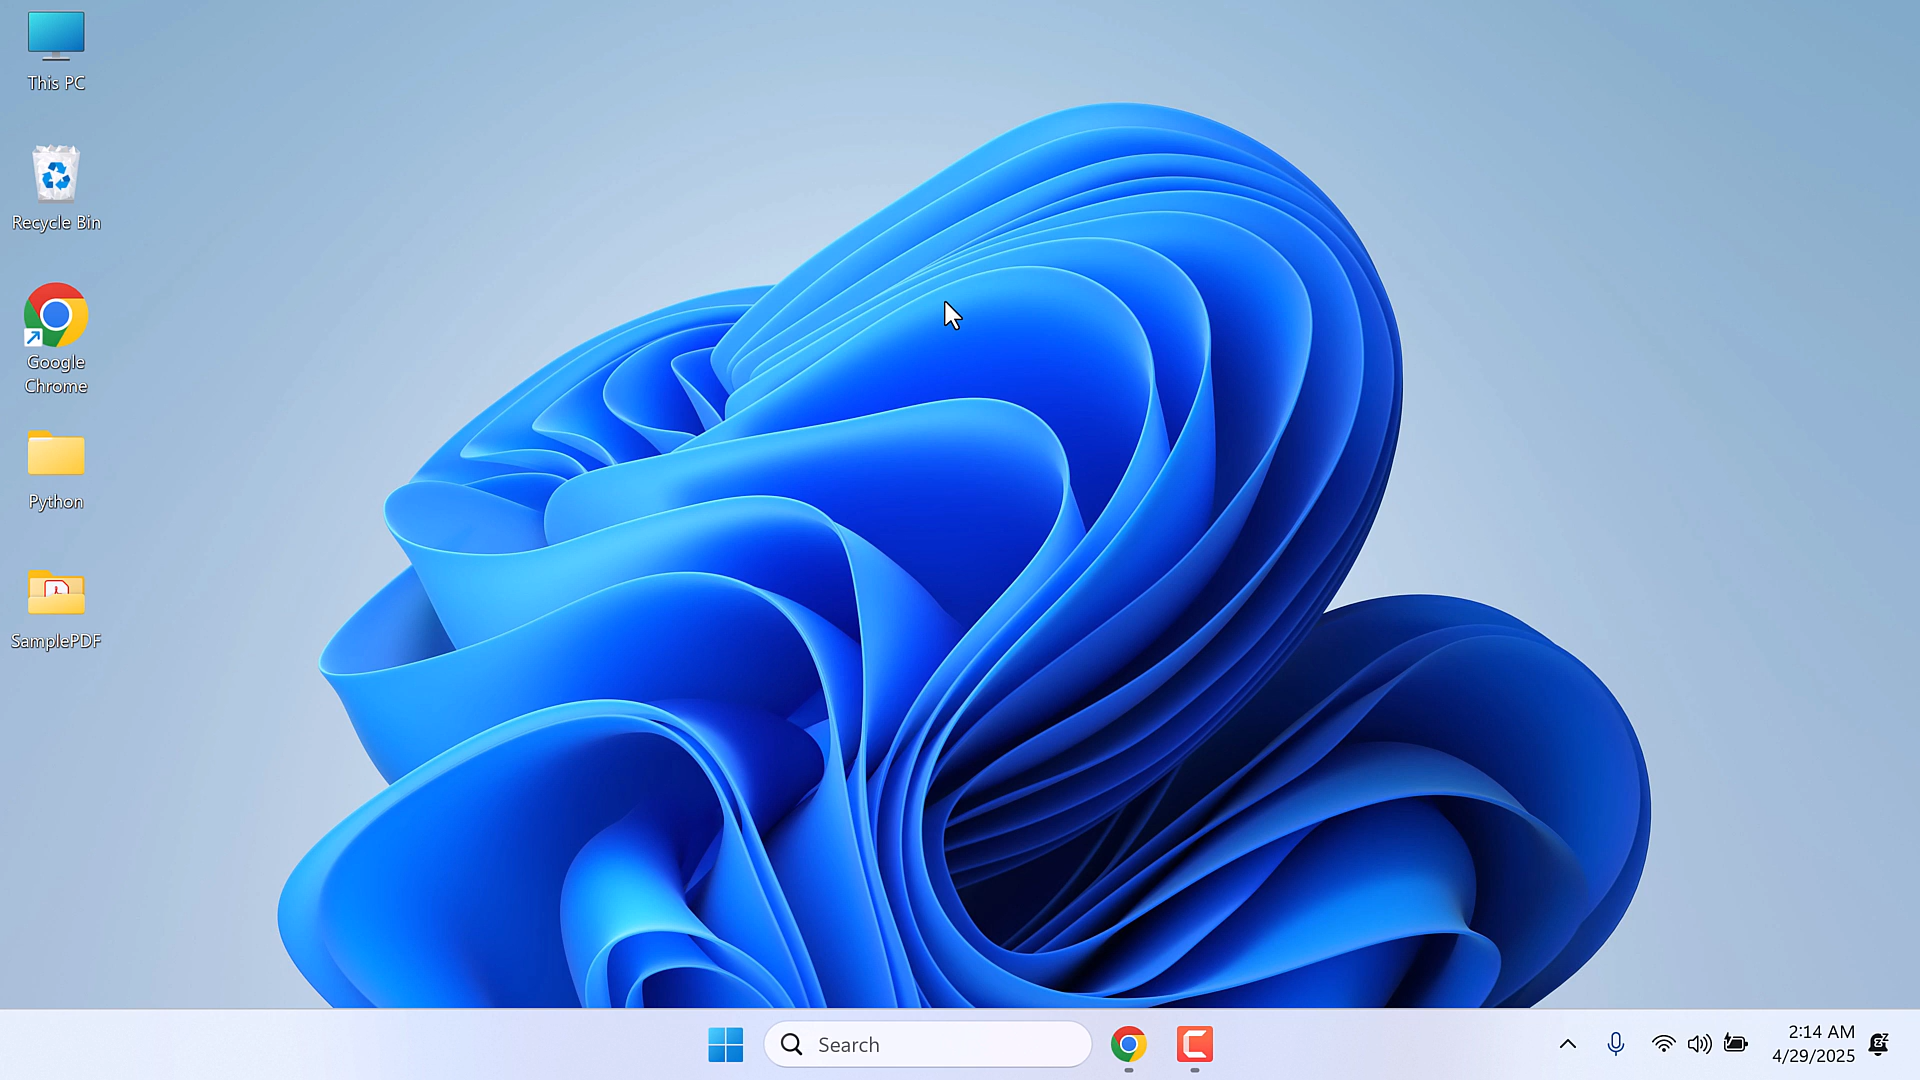 This PC
Recycle Bin
Google
Chrome
Python
SamplePDF
Search
2:14 AM
4/29/2025